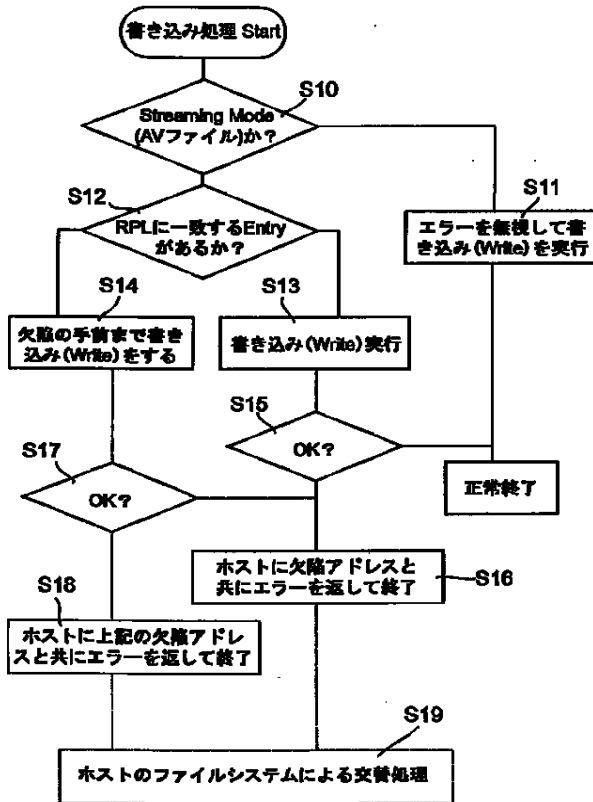 書き込み処理 Start
S10
Streaming Mode
(AVファイル)か?
S12
S11
RPLに一致するEntry
があるか?
エラーを無視して書
き込み(Write)を実行
S14
S13
欠陥の手前まで書き
込み(Write)をする
書き込み(Write)実行
S15
OK?
S17
OK?
正常終了
ホストに欠陥アドレスと
共にエラーを返して終了
S16
S18
ホストに上記の欠陥アドレ
スと共にエラーを返して終了
S19
ホストのファイルシステムによる交替処理